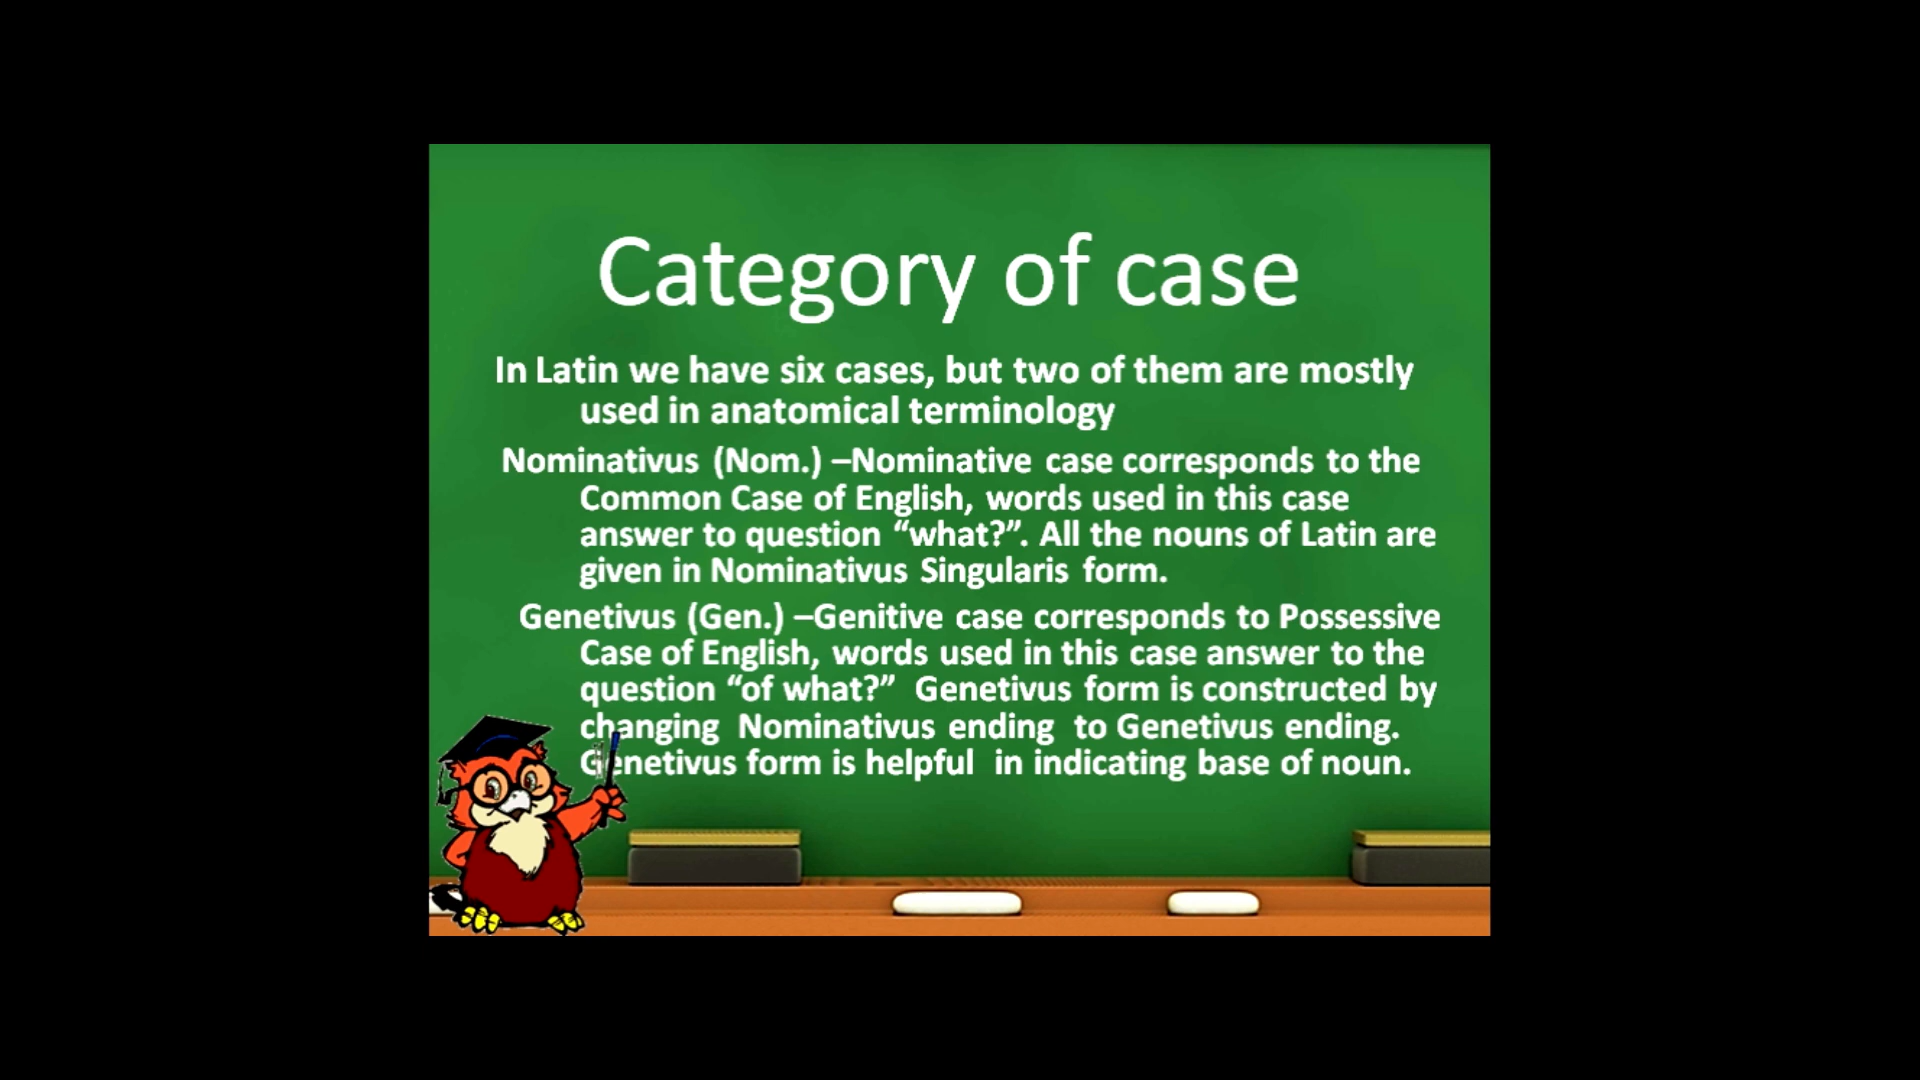 Category of case
In Latin we have six cases, but two of them are mostly
used in anatomical terminology
Nominativus (Nom.) –Nominative case corresponds to the
Common Case of English, words used in this case
answer to question “what?”. All the nouns of Latin are
given in Nominativus Singularis form.
Genetivus (Gen.) –Genitive case corresponds to Possessive
Case of English, words used in this case answer to the
question “of what?” Genetivus form is constructed by
changing Nominativus ending to Genetivus ending.
Genetivus form is helpful in indicating base of noun.